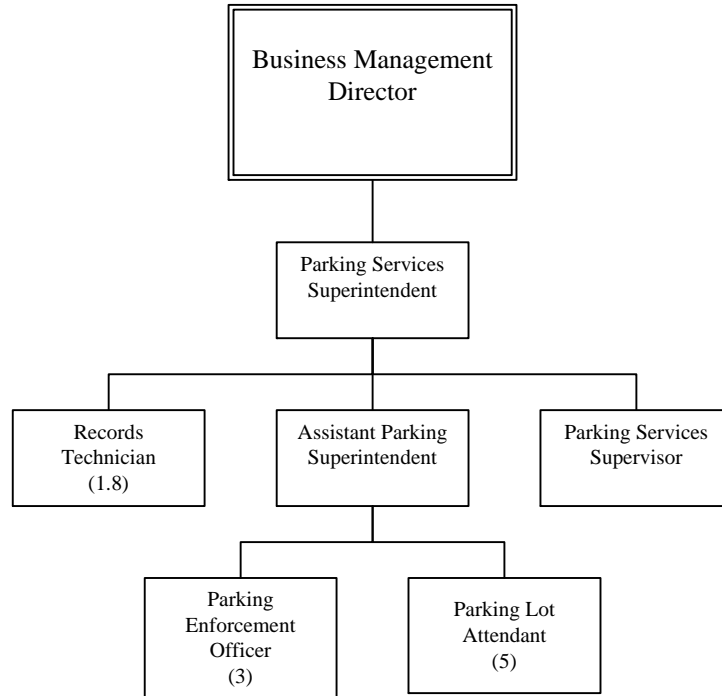 Business Management
Director
Parking Services
Superintendent
Records
Technician
(1.8)
Assistant Parking
Superintendent
Parking Services
Supervisor
Parking
Enforcement
Officer
(3)
Parking Lot
Attendant
(5)